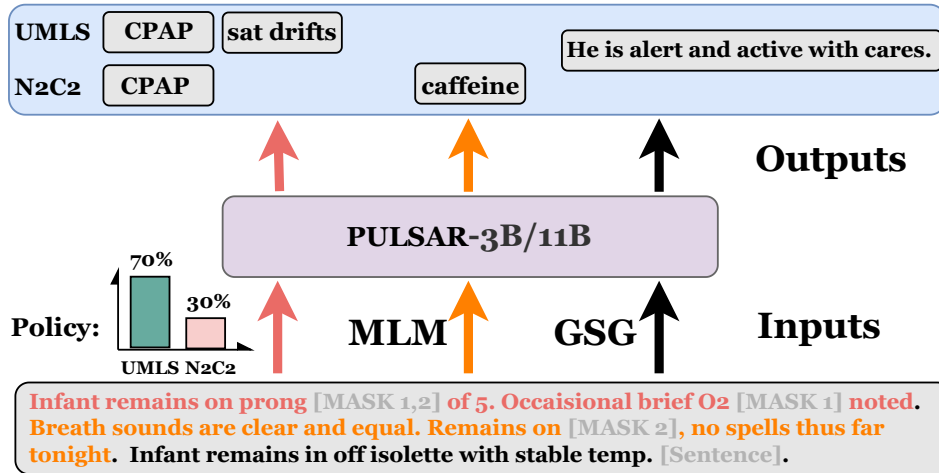 UMLS CPAP sat drifts
He is alert and active with cares.
N2C2 CPAP caffeine
Outputs
PULSAR-3B/11B
70%
30%
Policy: MLM GSG Inputs
UMLS N2C2
Infant remains on prong [MASK 1,2] of 5. Occaisional brief O2 [MASK 1] noted.
Breath sounds are clear and equal. Remains on [MASK 2], no spells thus far
tonight. Infant remains in off isolette with stable temp. [Sentence].